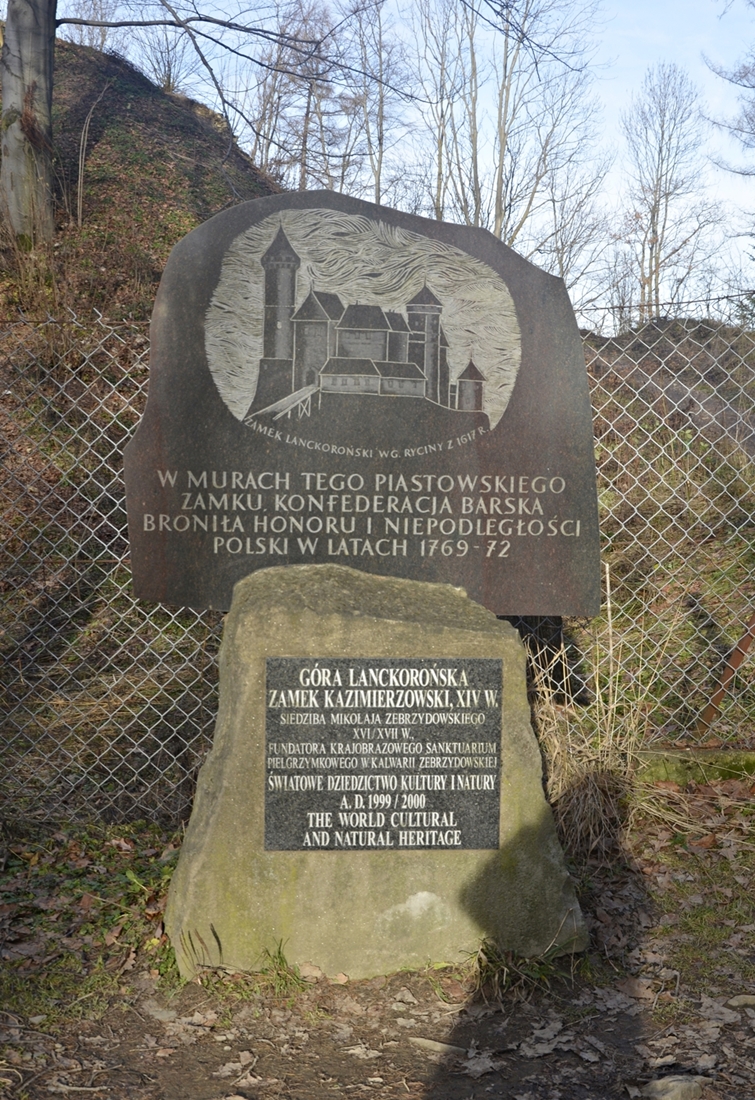 ZAMEK LANCKOROŃSKI WG. RYCINY Z 1617 R.
W MURACH TEGO PIASTOWSKIEGO
ZAMKU, KONFEDERACJA BARSKA
BRONIŁA HONORU I NIEPODLEGŁOŚCI
POLSKI W LATACH 1769-72
GÓRA LANCKOROŃSKA
ZAMEK KAZIMIERZOWSKI, XIV W.
SIEDZIBA MIKOŁAJA ZEBRZYDOWSKIEGO
XVI/XVII W.,
FUNDATORA KRAJOBRAZOWEGO SANKTUARIUM
PIELGRZYMKOWEGO W KALWARII ZEBRZYDOWSKIEJ
ŚWIATOWE DZIEDZICTWO KULTURY I NATURY
A. D. 1999 / 2000
THE WORLD CULTURAL
AND NATURAL HERITAGE